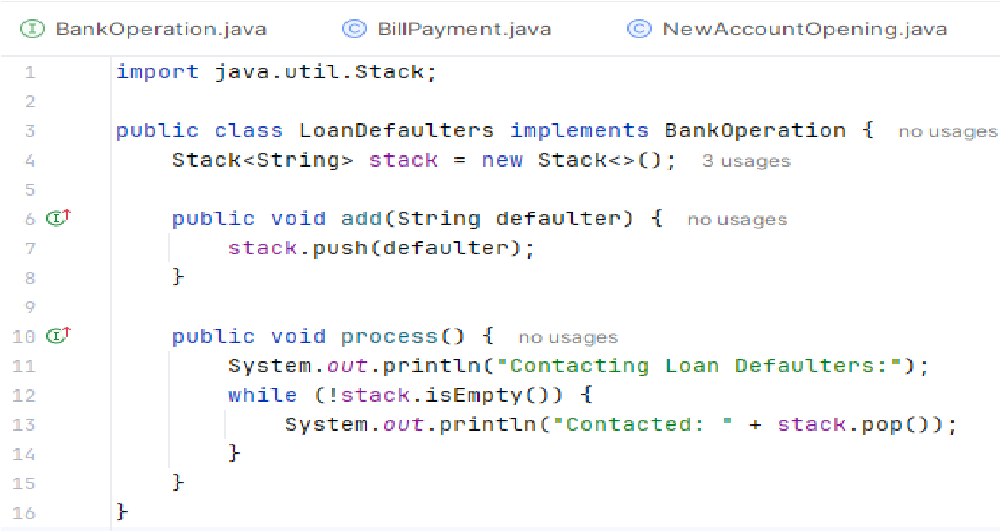 BankOperation.java BillPayment.java NewAccountOpening.java
1 import java.util.Stack;
2
3 public class LoanDefaulters implements BankOperation { no usages
4 Stack<String> stack = new Stack<>(); 3 usages
5
6 public void add(String defaulter) { no usages
7 stack.push(defaulter);
8 }
9
10 public void process() { no usages
11 System.out.println("Contacting Loan Defaulters:");
12 while (!stack.isEmpty()) {
13 System.out.println("Contacted: " + stack.pop());
14 }
15 }
16 }